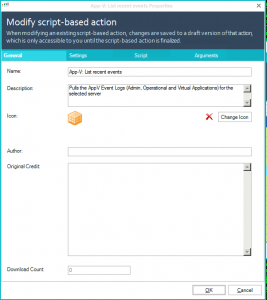 App-V: List recent events Properties
Modify script-based action
When modifying an existing script-based action, changes are saved to a draft version of that action, which is only accessible to you until the script-based action is finalized.
General Settings Script Arguments
Name: App-V: List recent events
Description: Pulls the AppV Event Logs (Admin, Operational and Virtual Applications) for the
selected server
Icon: Change Icon
Author:
Original Credit:
Download Count: 0
OK Cancel